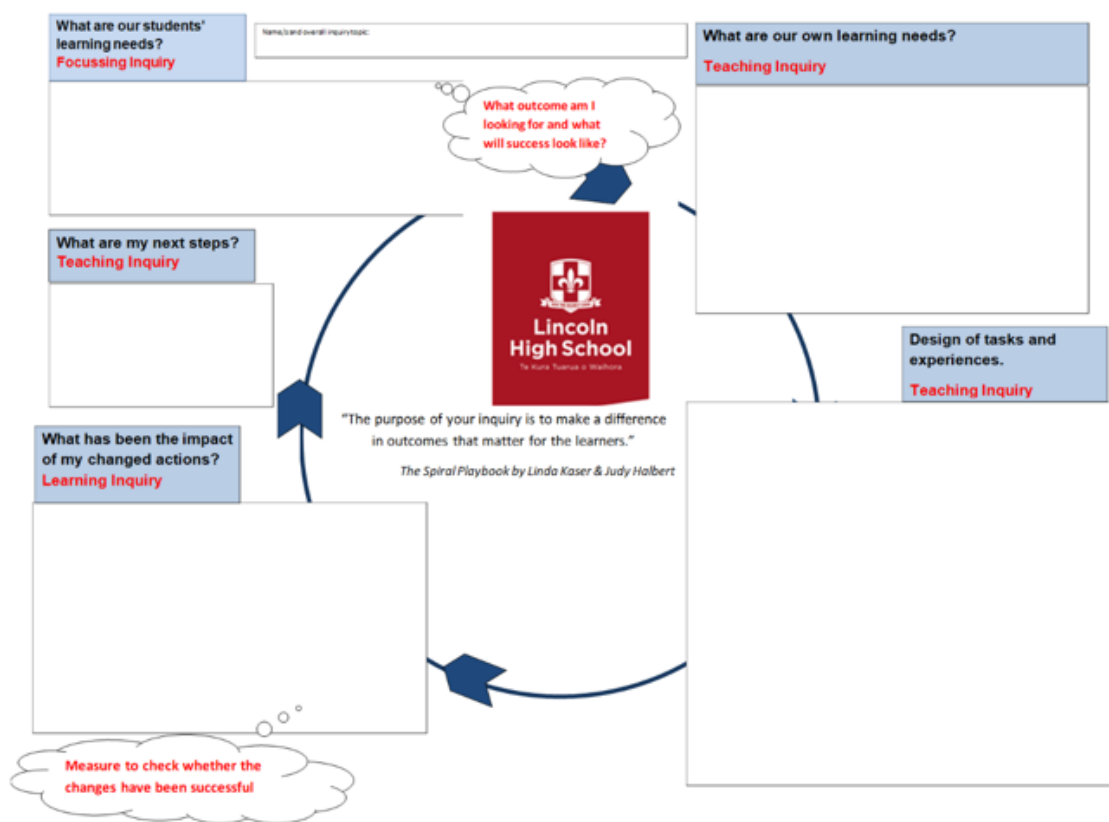 What are our students'
learning needs?
Focussing Inquiry
Name/s and overall inquiry topic:
What are our own learning needs?
Teaching Inquiry
What outcome am I
looking for and what
will success look like?
What are my next steps?
Teaching Inquiry
Lincoln
High School
Te Kura Tuarua o Waihora
Design of tasks and
experiences.
Teaching Inquiry
"The purpose of your inquiry is to make a difference
in outcomes that matter for the learners."
The Spiral Playbook by Linda Kaser & Judy Halbert
What has been the impact
of my changed actions?
Learning Inquiry
Measure to check whether the
changes have been successful